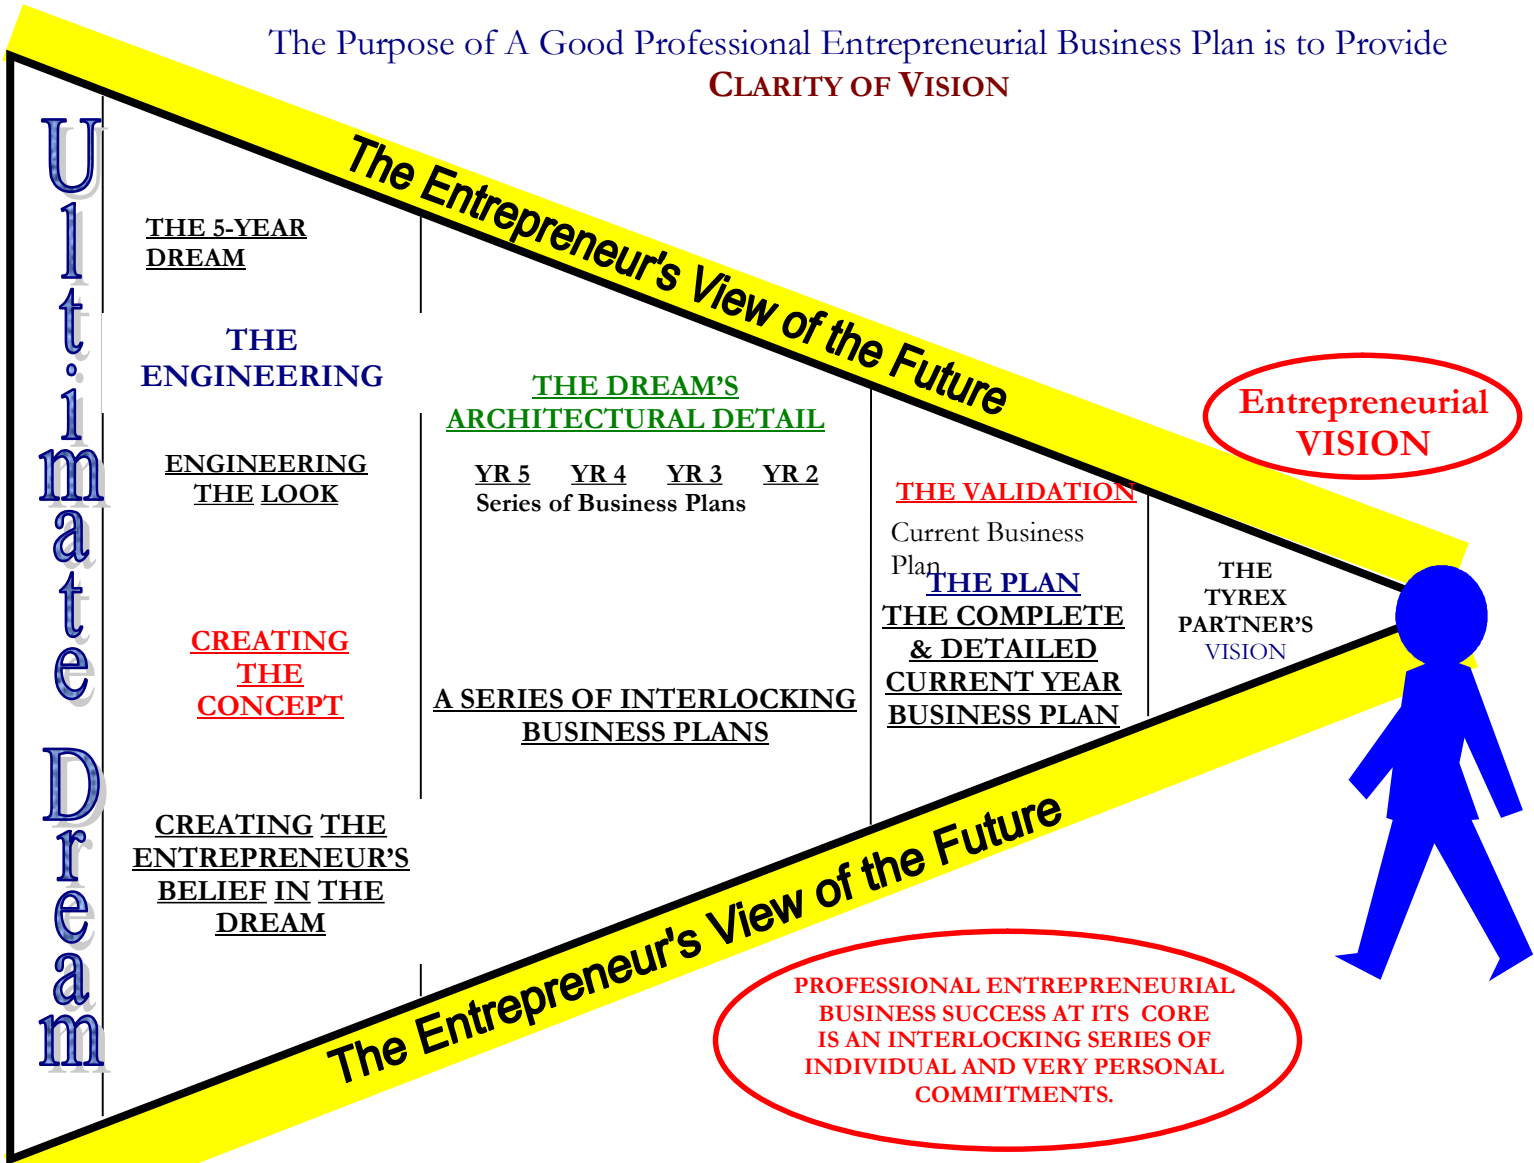 The Purpose of A Good Professional Entrepreneurial Business Plan is to Provide
CLARITY OF VISION
The Entrepreneur's View of the Future
Ultimate Dream
THE 5-YEAR
DREAM
THE
ENGINEERING
ENGINEERING
THE LOOK
CREATING
THE
CONCEPT
CREATING THE
ENTREPRENEUR’S
BELIEF IN THE
DREAM
THE DREAM’S
ARCHITECTURAL DETAIL
YR 5 YR 4 YR 3 YR 2
Series of Business Plans
A SERIES OF INTERLOCKING
BUSINESS PLANS
THE VALIDATION
Current Business
Plan
THE PLAN
THE COMPLETE
& DETAILED
CURRENT YEAR
BUSINESS PLAN
THE
TYREX
PARTNER’S
VISION
Entrepreneurial
VISION
The Entrepreneur's View of the Future
PROFESSIONAL ENTREPRENEURIAL
BUSINESS SUCCESS AT ITS CORE
IS AN INTERLOCKING SERIES OF
INDIVIDUAL AND VERY PERSONAL
COMMITMENTS.